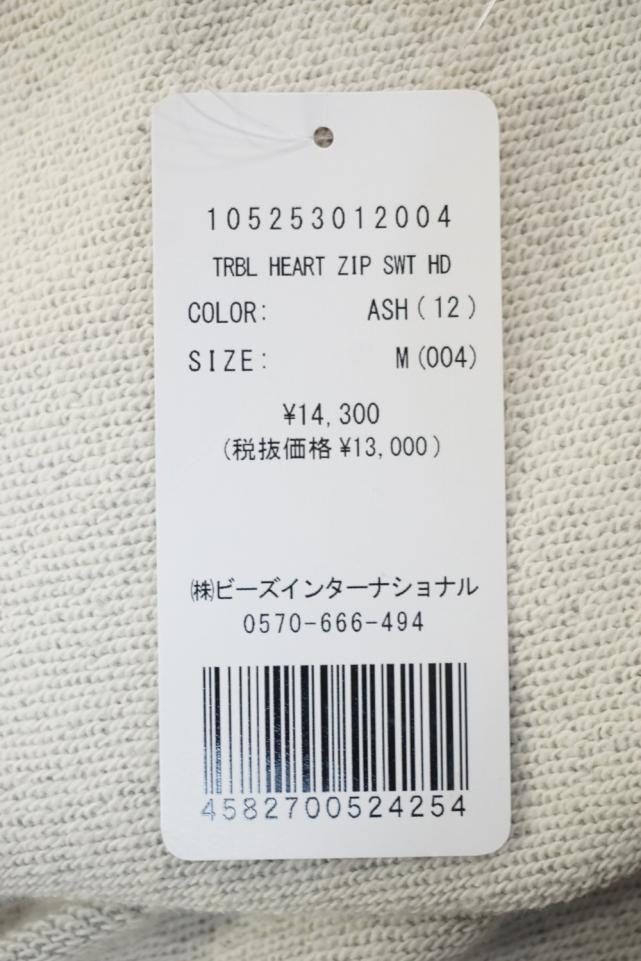 105253012004
TRBL HEART ZIP SWT HD
COLOR: ASH(12)
SIZE: M(004)
¥14,300
(税抜価格¥13,000)
㈱ビーズインターナショナル
0570-666-494
4582700524254